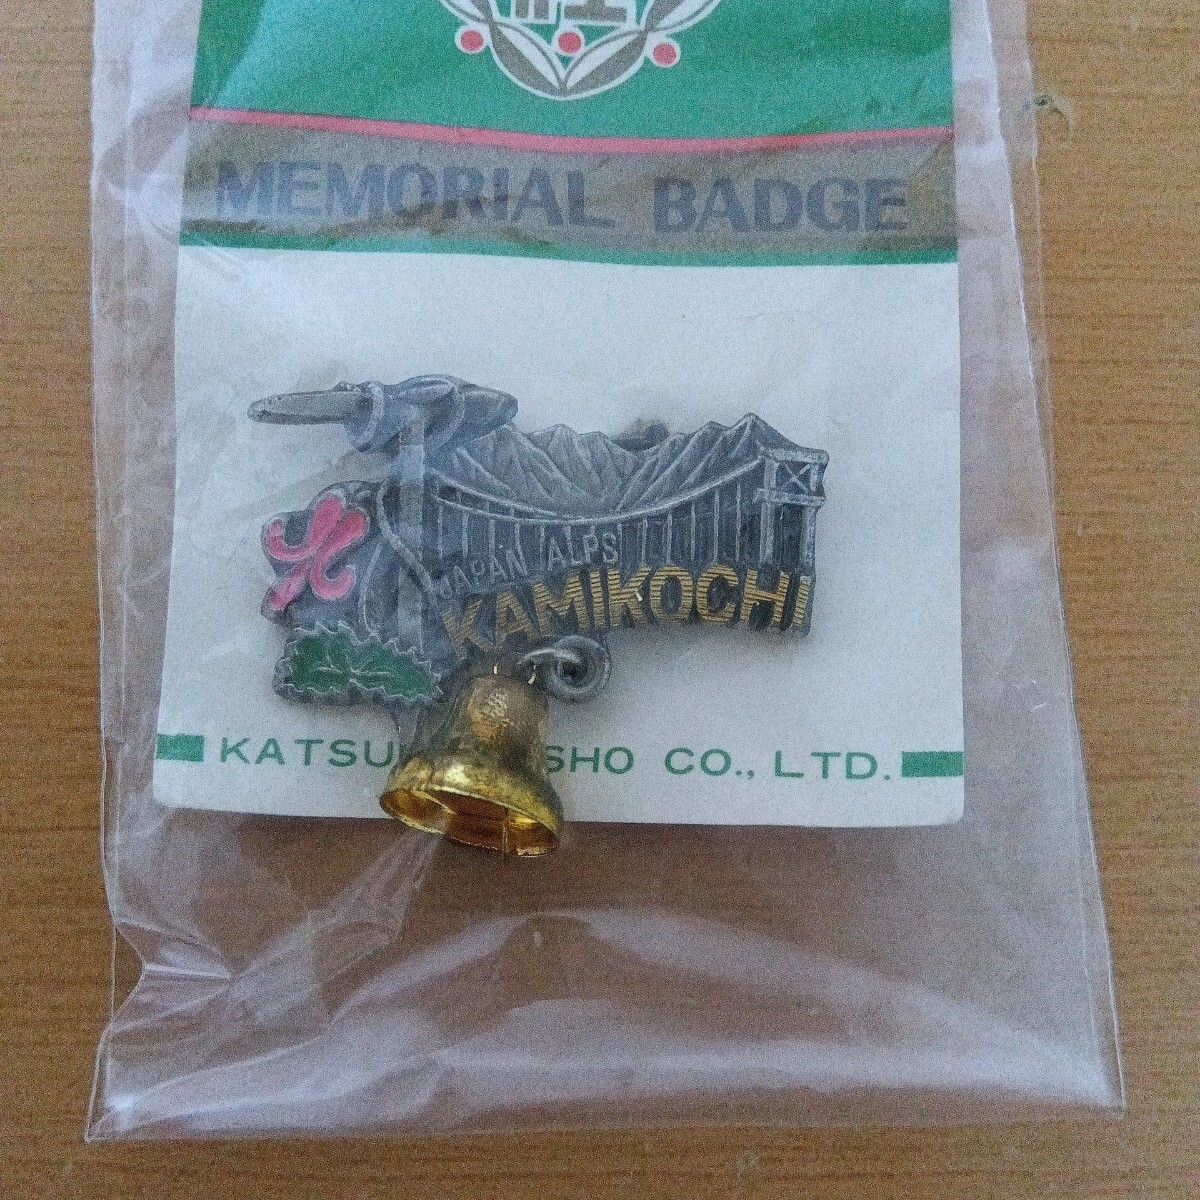 MEMORIAL BADGE
JAPAN ALPS
KAMIKOCHI
CO., LTD.